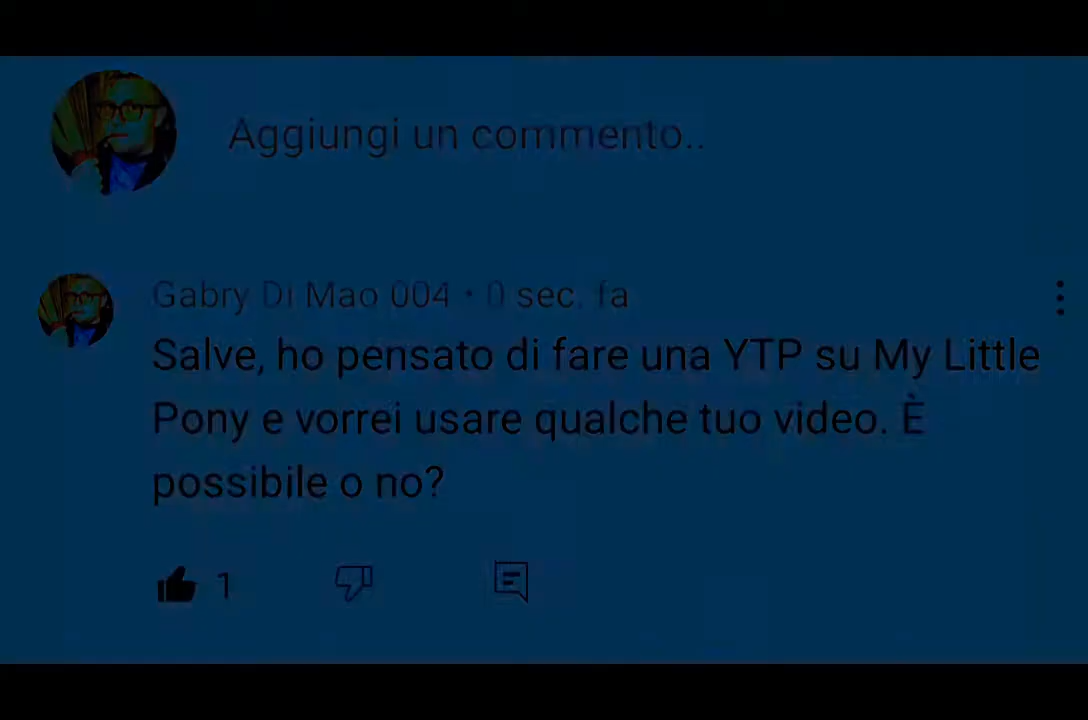 Aggiungi un commento..
Gabry Di Mao 004 • 0 sec. fa
Salve, ho pensato di fare una YTP su My Little
Pony e vorrei usare qualche tuo video. È
possibile o no?
1